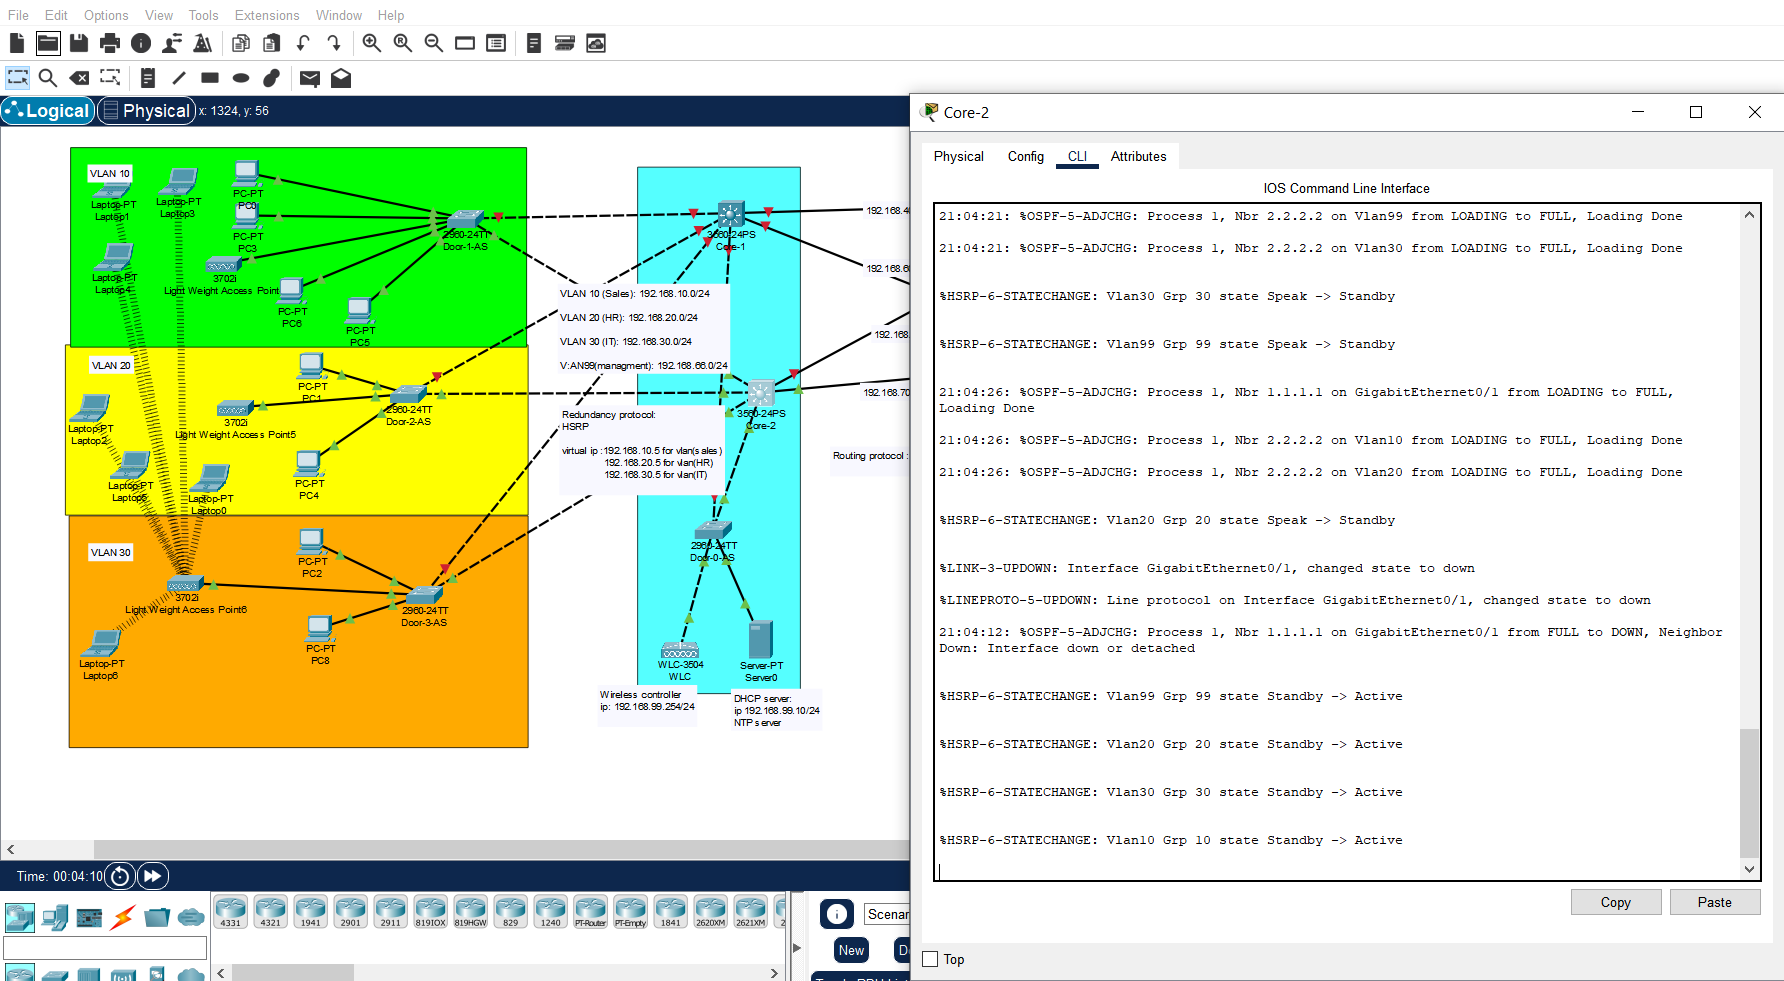 File Edit Options View Tools Extensions Window Help
Logical Physical x: 1324, y: 56
VLAN 10
Laptop-PT
Laptop1
Laptop-PT
Laptop3
PC-PT
PC0
PC-PT
PC3
2960-24TT
Door-1-AS
Laptop-PT
Laptop4
3702i
Light Weight Access Point
PC-PT
PC6
PC-PT
PC5
VLAN 20
PC-PT
PC1
2960-24TT
Door-2-AS
Laptop-PT
Laptop2
3702i
Light Weight Access Point5
PC-PT
PC4
Laptop-PT
Laptop5
Laptop-PT
Laptop0
VLAN 30
PC-PT
PC2
3702i
Light Weight Access Point6
2960-24TT
Door-3-AS
PC-PT
PC8
Laptop-PT
Laptop6
3560-24PS
Core-1
192.168.4
192.168.6
192.168.
192.168.70
VLAN 10 (Sales): 192.168.10.0/24
VLAN 20 (HR): 192.168.20.0/24
VLAN 30 (IT): 192.168.30.0/24
V:AN99(managment): 192.168.66.0/24
3560-24PS
Core-2
Redundancy protocol:
HSRP
virtual ip :192.168.10.5 for vlan(sales)
192.168.20.5 for vlan(HR)
192.168.30.5 for vlan(IT)
Routing protocol :
2960-24TT
Door-0-AS
WLC-3504
WLC
Server-PT
Server0
Wireless controller
ip: 192.168.99.254/24
DHCP server:
ip 192.168.99.10/24
NTP server
Time: 00:04:10
4331 4321 1941 2901 2911 819IOX 819HGW 829 1240 PT-Router PT-Empty 1841 2620XM 2621XM 2
Scenar
New D
Core-2
Physical Config CLI Attributes
IOS Command Line Interface
21:04:21: %OSPF-5-ADJCHG: Process 1, Nbr 2.2.2.2 on Vlan99 from LOADING to FULL, Loading Done
21:04:21: %OSPF-5-ADJCHG: Process 1, Nbr 2.2.2.2 on Vlan30 from LOADING to FULL, Loading Done
%HSRP-6-STATECHANGE: Vlan30 Grp 30 state Speak -> Standby
%HSRP-6-STATECHANGE: Vlan99 Grp 99 state Speak -> Standby
21:04:26: %OSPF-5-ADJCHG: Process 1, Nbr 1.1.1.1 on GigabitEthernet0/1 from LOADING to FULL,
Loading Done
21:04:26: %OSPF-5-ADJCHG: Process 1, Nbr 2.2.2.2 on Vlan10 from LOADING to FULL, Loading Done
21:04:26: %OSPF-5-ADJCHG: Process 1, Nbr 2.2.2.2 on Vlan20 from LOADING to FULL, Loading Done
%HSRP-6-STATECHANGE: Vlan20 Grp 20 state Speak -> Standby
%LINK-3-UPDOWN: Interface GigabitEthernet0/1, changed state to down
%LINEPROTO-5-UPDOWN: Line protocol on Interface GigabitEthernet0/1, changed state to down
21:04:12: %OSPF-5-ADJCHG: Process 1, Nbr 1.1.1.1 on GigabitEthernet0/1 from FULL to DOWN, Neighbor
Down: Interface down or detached
%HSRP-6-STATECHANGE: Vlan99 Grp 99 state Standby -> Active
%HSRP-6-STATECHANGE: Vlan20 Grp 20 state Standby -> Active
%HSRP-6-STATECHANGE: Vlan30 Grp 30 state Standby -> Active
%HSRP-6-STATECHANGE: Vlan10 Grp 10 state Standby -> Active
Copy Paste
Top